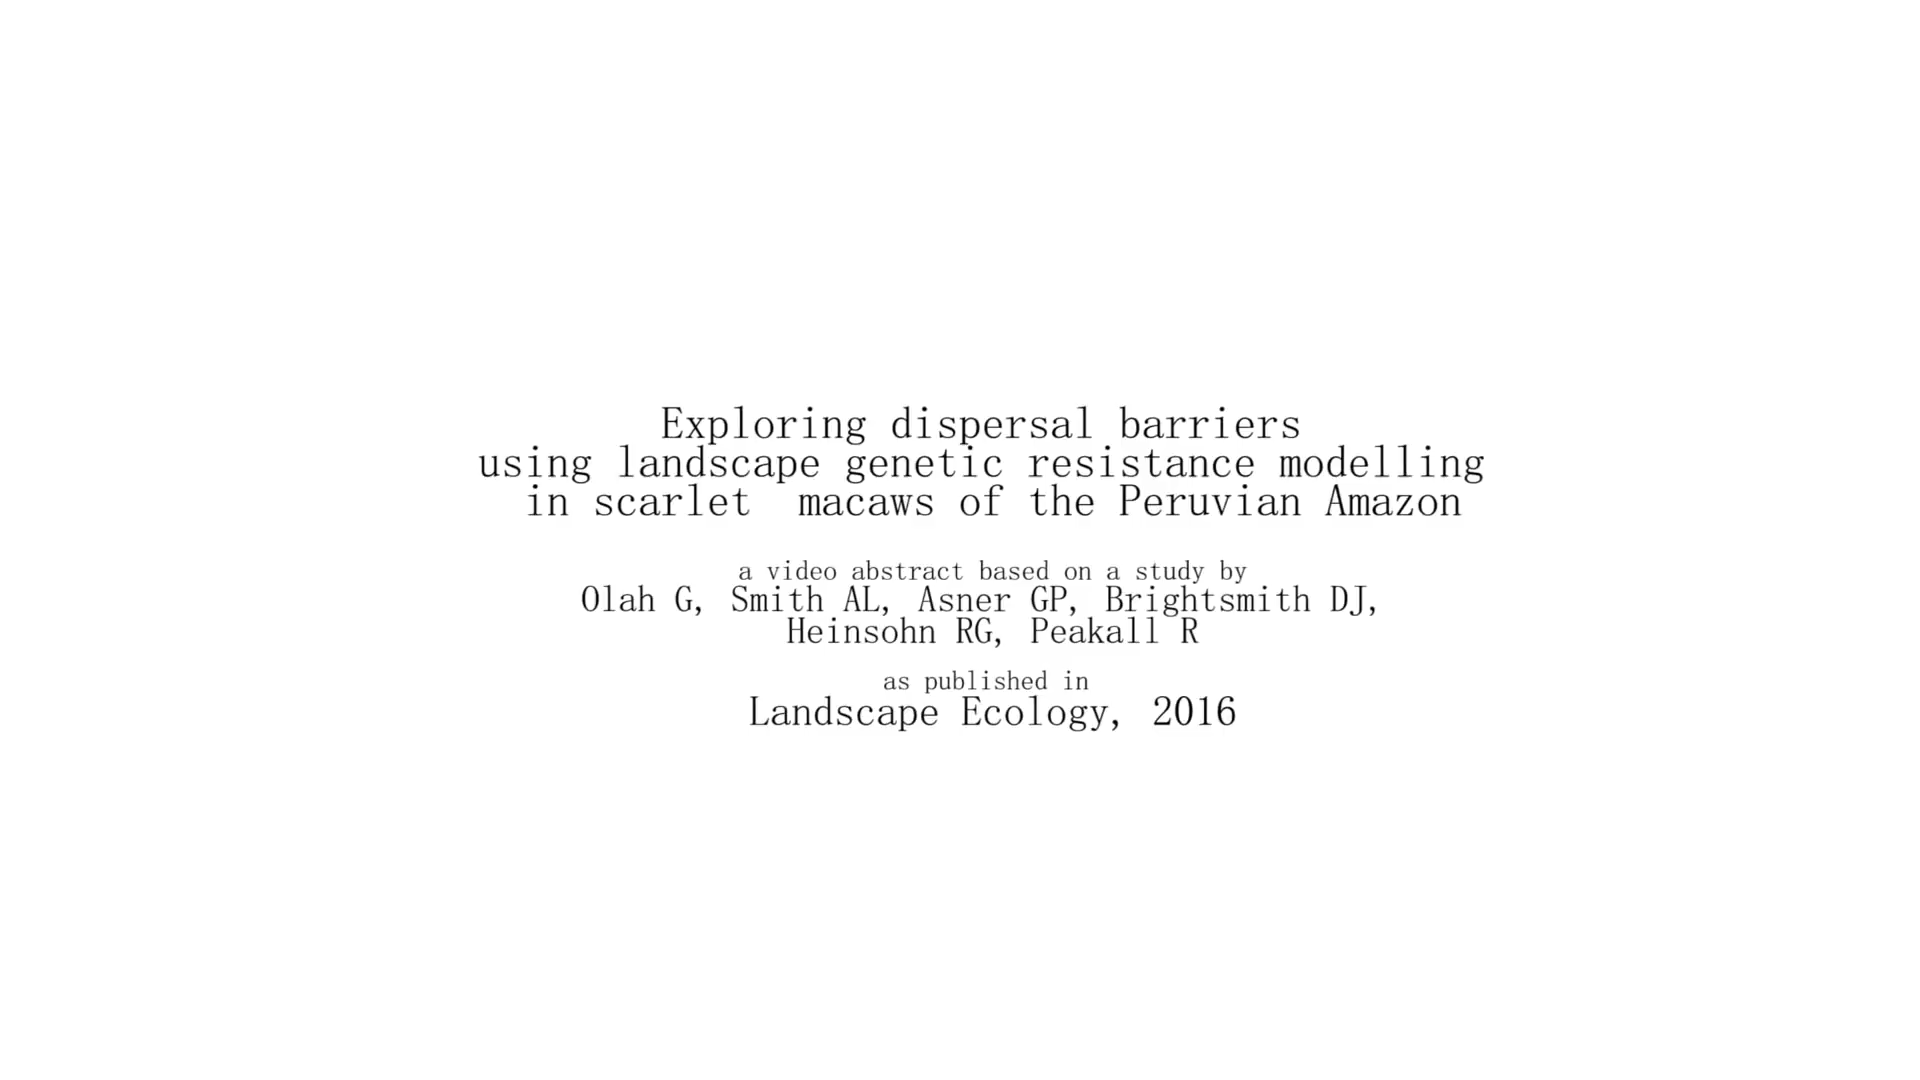 Exploring dispersal barriers
using landscape genetic resistance modelling
in scarlet  macaws of the Peruvian Amazon
a video abstract based on a study by
Olah G, Smith AL, Asner GP, Brightsmith DJ,
Heinsohn RG, Peakall R
as published in
Landscape Ecology, 2016